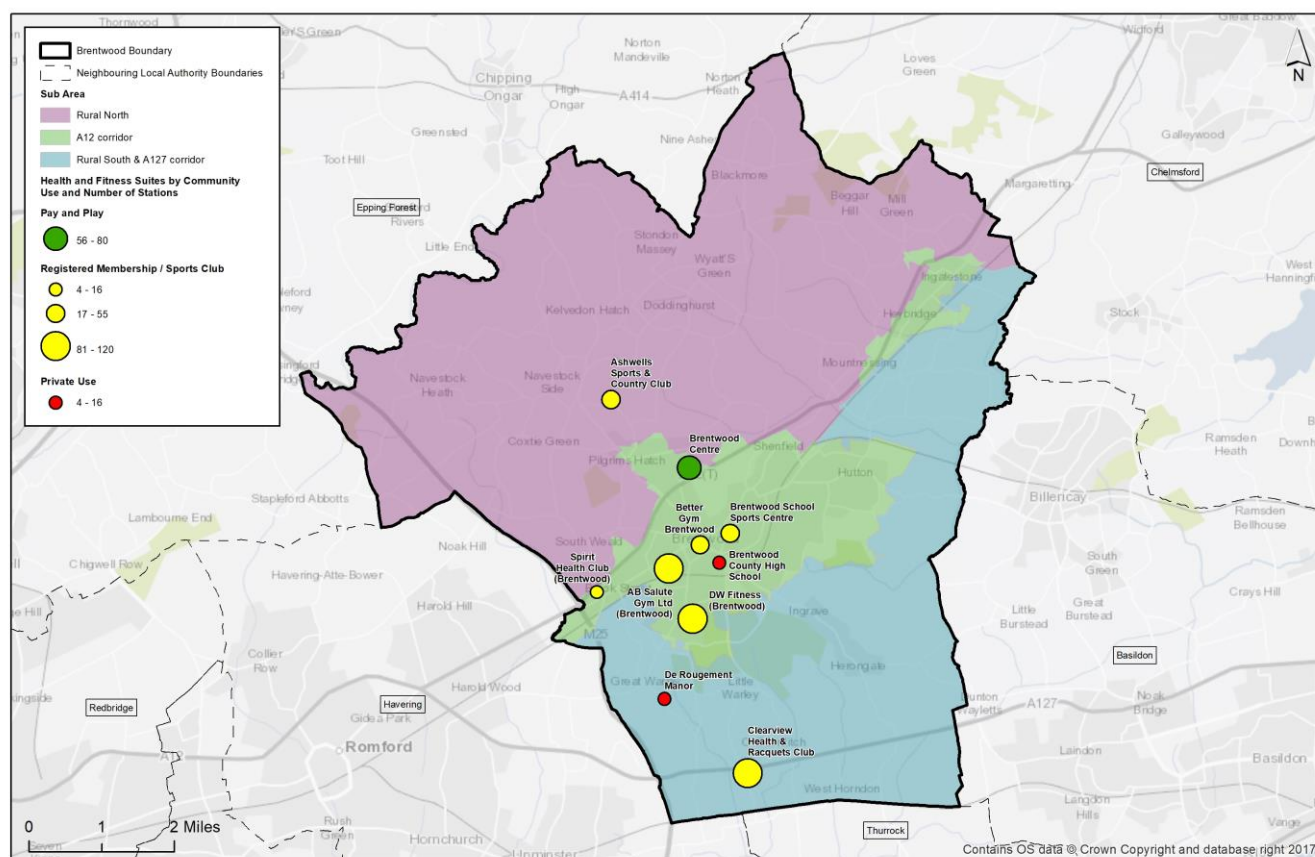 Brentwood Boundary
Neighbouring Local Authority Boundaries
Sub Area
Rural North
A12 corridor
Rural South & A127 corridor
Health and Fitness Suites by Community
Use and Number of Stations
Pay and Play
56 - 80
Registered Membership / Sports Club
4 - 16
17 - 55
81 - 120
Private Use
4 - 16
N
Thornwood
Norton
Mandeville
Loves
Green
Widford
Great Baddow
Chipping
Ongar
High
Ongar
A414
Norton
Heath
Greensted
Galleywood
Toot Hill
Nine Ashe
Chelmsford
Blackmore
Margaretting
Epping Forest
Beggar
Hill
Mill
Green
Rivers
Little End
Stondon
Massey
Wyatt'S
Green
Ingatestone
West
Hanningf
Kelvedon Hatch
Doddinghurst
Heybridge
Stock
Mountnessing
Ashwells
Sports &
Country Club
Navestock
Heath
Navestock
Side
Coxtie Green
Brentwood
Centre
Shenfield
Pilgrims Hatch
(T)
Hutton
Ramsden
Heath
Stapleford Abbotts
Billericay
Lambourne End
Better
Gym
Brentwood
Brentwood School
Sports Centre
Ramsden
Bellhouse
Noak Hill
South Weald
Chigwell Row
Havering-Atte-Bower
Spirit
Health Club
(Brentwood)
Brentwood
County High
School
South
Green
Crays Hill
Harold Hill
AB Salute
Gym Ltd
(Brentwood)
DW Fitness
(Brentwood)
Ingrave
Little
Burstead
Great
Burstead
M25
Collier
Row
Herongate
Basildon
De Rougement
Manor
Great War
Little
Warley
Harold Wood
Redbridge
Havering
Gidea Park
Dunton
Wayletts
A127
Noak
Bridge
Romford
A12
Clearview
Health &
Racquets Club
Laindon
Basildon
West Horndon
Langdon
Hills
0 1 2 Miles
Rush
Green
Hornchurch
Upminster
Thurrock
Vange
Contains OS data © Crown Copyright and database right 2017